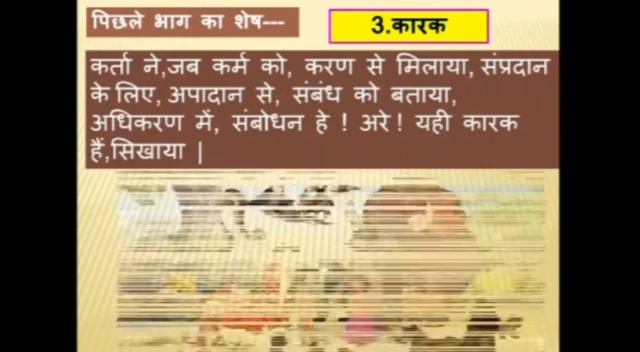 पिछले भाग का शेष---
3.कारक
कर्ता ने,जब कर्म को, करण से मिलाया, संप्रदान
के लिए, अपादान से, संबंध को बताया,
अधिकरण में, संबोधन हे ! अरे ! यही कारक
हैं,सिखाया |